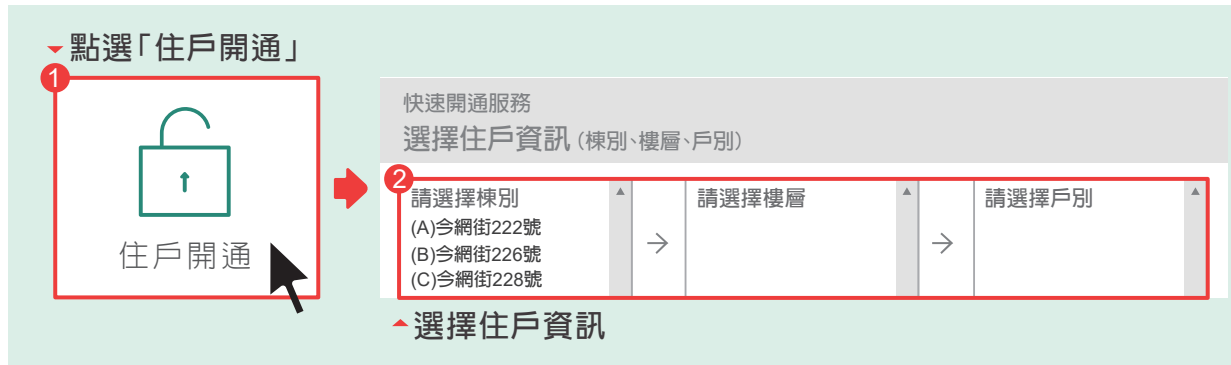 點選「住戶開通」
1
住戶開通
快速開通服務
選擇住戶資訊 (棟別、樓層、戶別)
2
請選擇棟別
(A)今網街222號
(B)今網街226號
(C)今網街228號
請選擇樓層
請選擇戶別
選擇住戶資訊